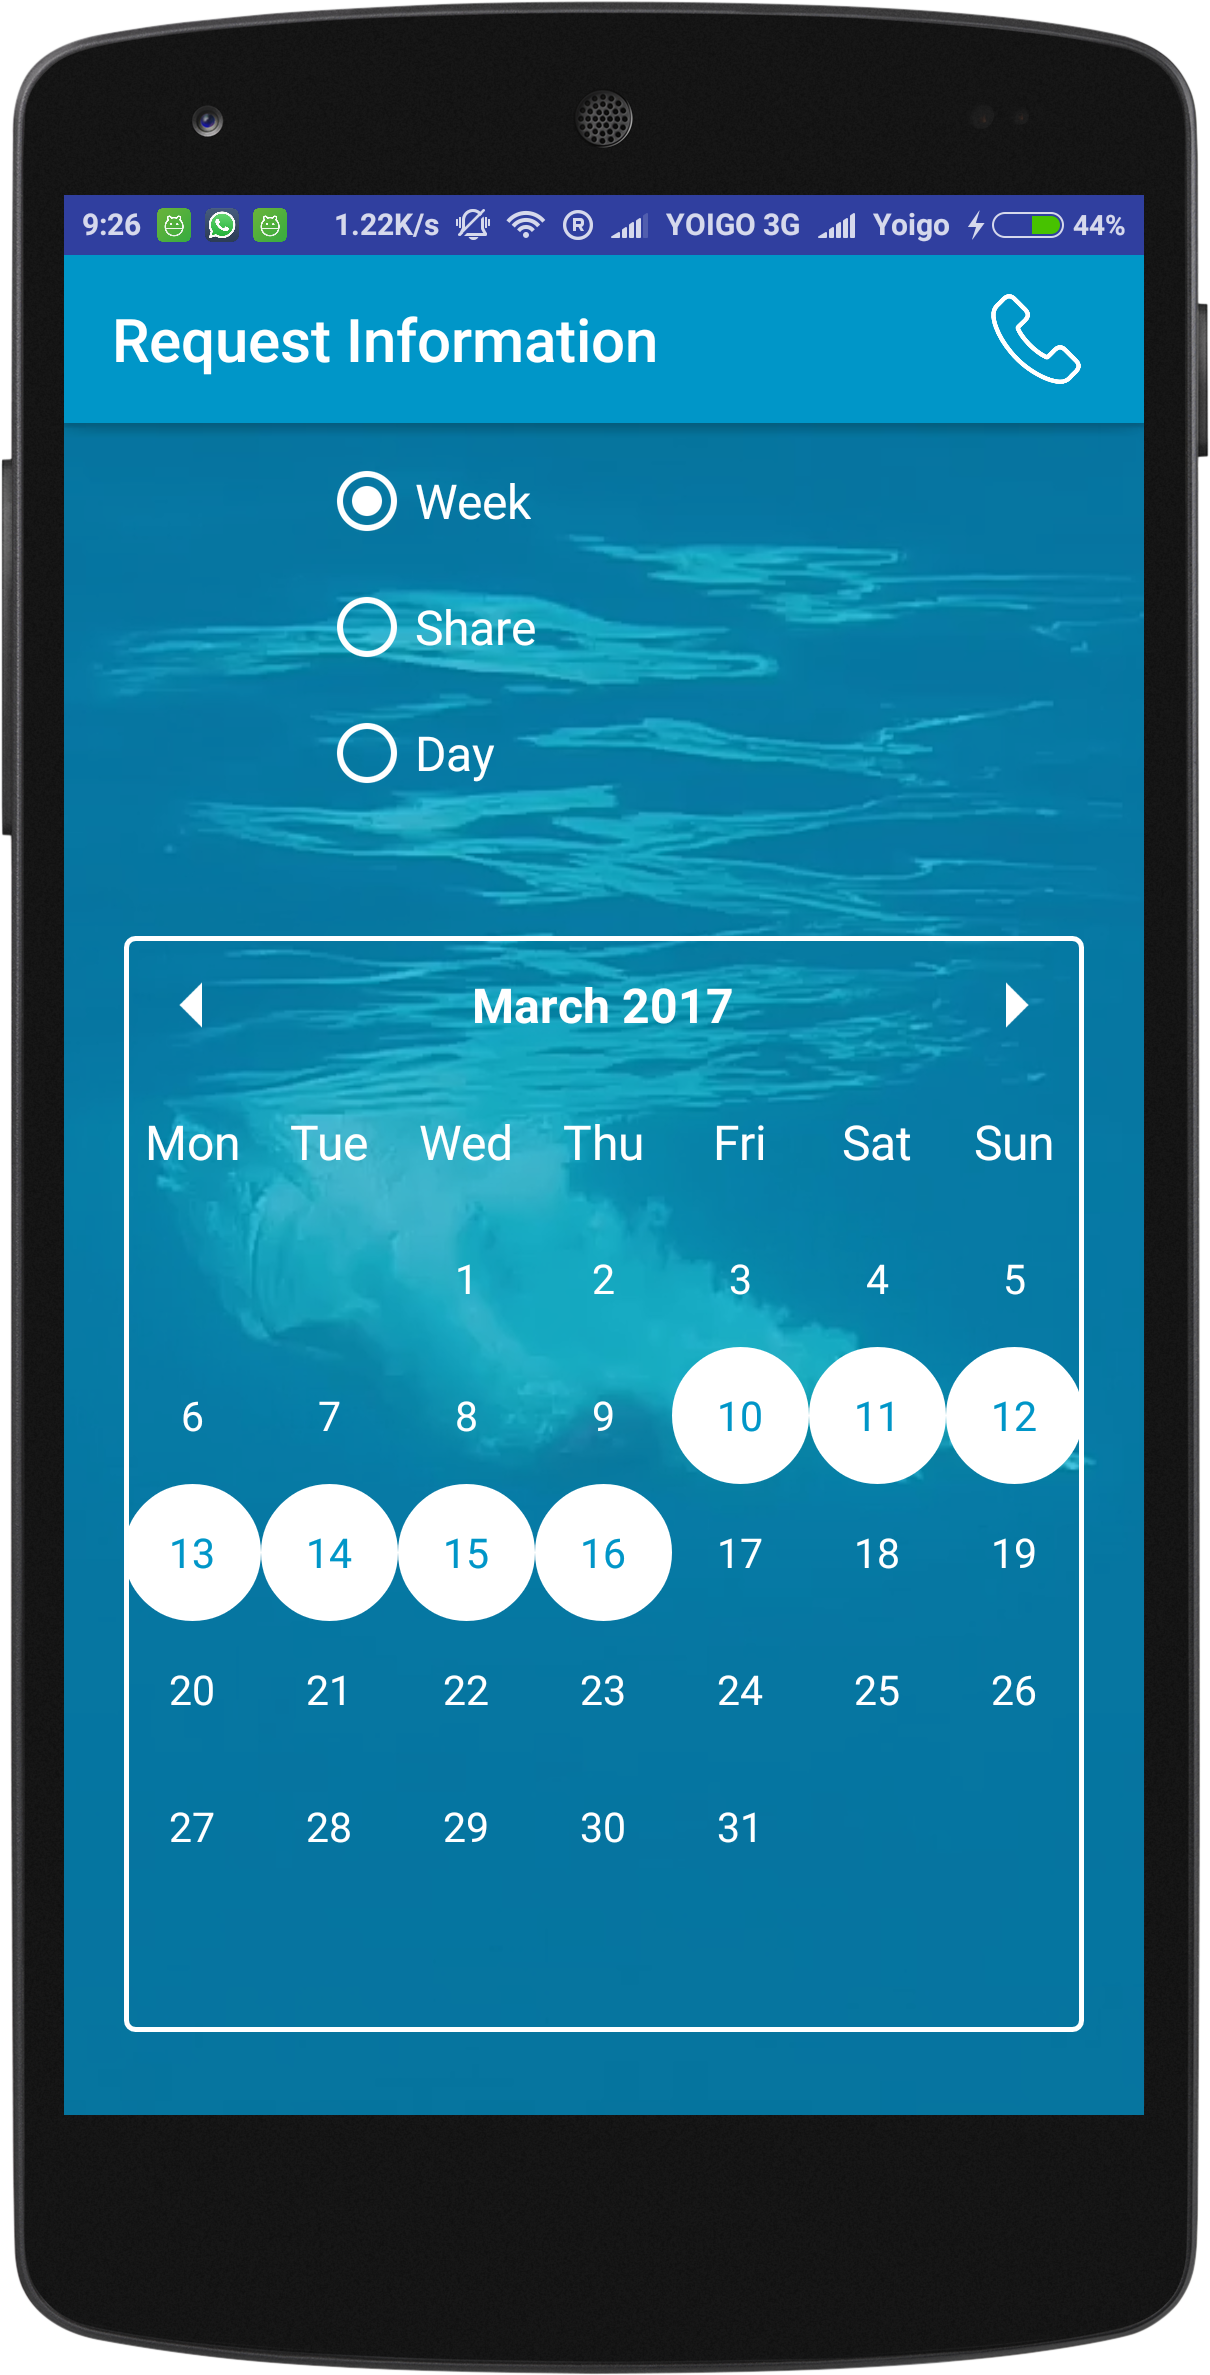 9:26 1.22K/s R YOIGO 3G Yoigo 44%
Request Information
Week
Share
Day
March 2017
Mon Tue Wed Thu Fri Sat Sun
1 2 3 4 5
6 7 8 9 10 11 12
13 14 15 16 17 18 19
20 21 22 23 24 25 26
27 28 29 30 31